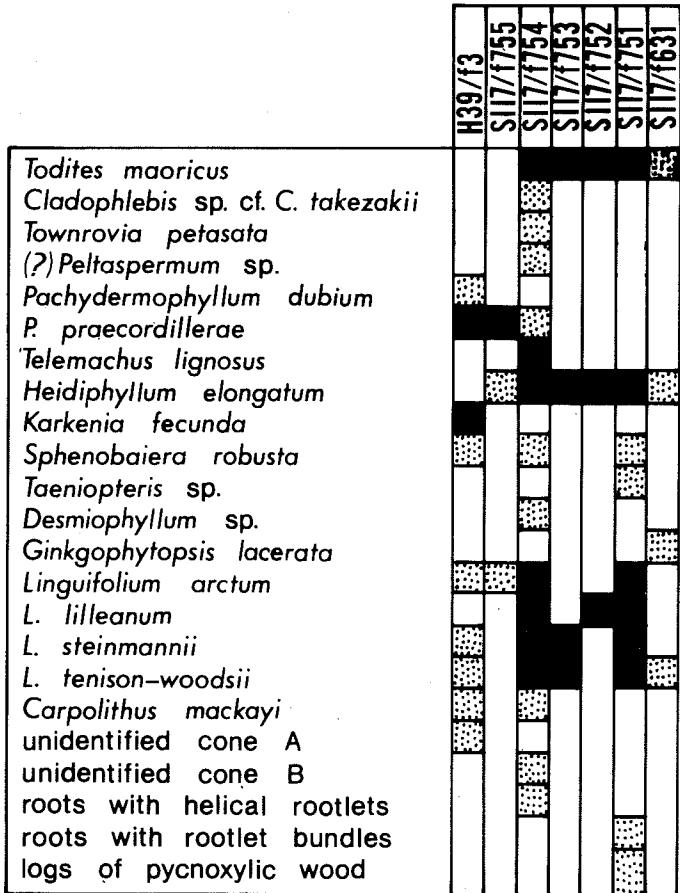 H39/f3
S117/f755
S117/f754
S117/f753
S117/f752
S117/f751
S117/f631
Todites maoricus
Cladophlebis sp. cf. C. takezakii
Townrovia petasata
(?) Peltaspermum sp.
Pachydermophyllum dubium
P. praecordillerae
Telemachus lignosus
Heidiphyllum elongatum
Karkenia fecunda
Sphenobaiera robusta
Taeniopteris sp.
Desmiophyllum sp.
Ginkgophytopsis lacerata
Linguifolium arctum
L. lilleanum
L. steinmannii
L. tenison-woodsii
Carpolithus mackayi
unidentified cone A
unidentified cone B
roots with helical rootlets
roots with rootlet bundles
logs of pycnoxylic wood